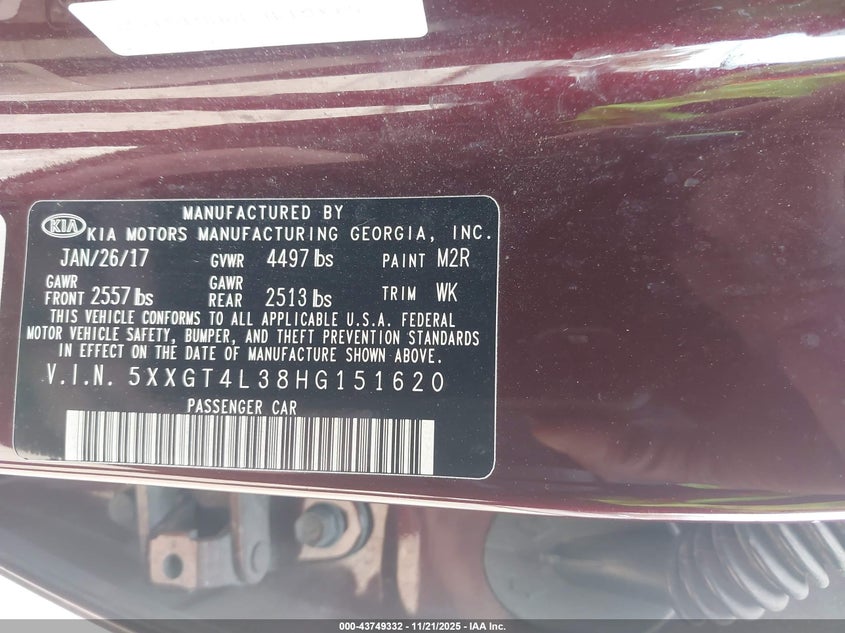 MANUFACTURED BY
KIA KIA MOTORS MANUFACTURING GEORGIA, INC.
JAN/26/17 GVWR 4497 lbs PAINT M2R
GAWR FRONT 2557 lbs GAWR REAR 2513 lbs TRIM WK
THIS VEHICLE CONFORMS TO ALL APPLICABLE U.S.A. FEDERAL
MOTOR VEHICLE SAFETY, BUMPER, AND THEFT PREVENTION STANDARDS
IN EFFECT ON THE DATE OF MANUFACTURE SHOWN ABOVE.
V.I.N. 5XXGT4L38HG151620
PASSENGER CAR
000-43749332 - 11/21/2025 - IAA Inc.